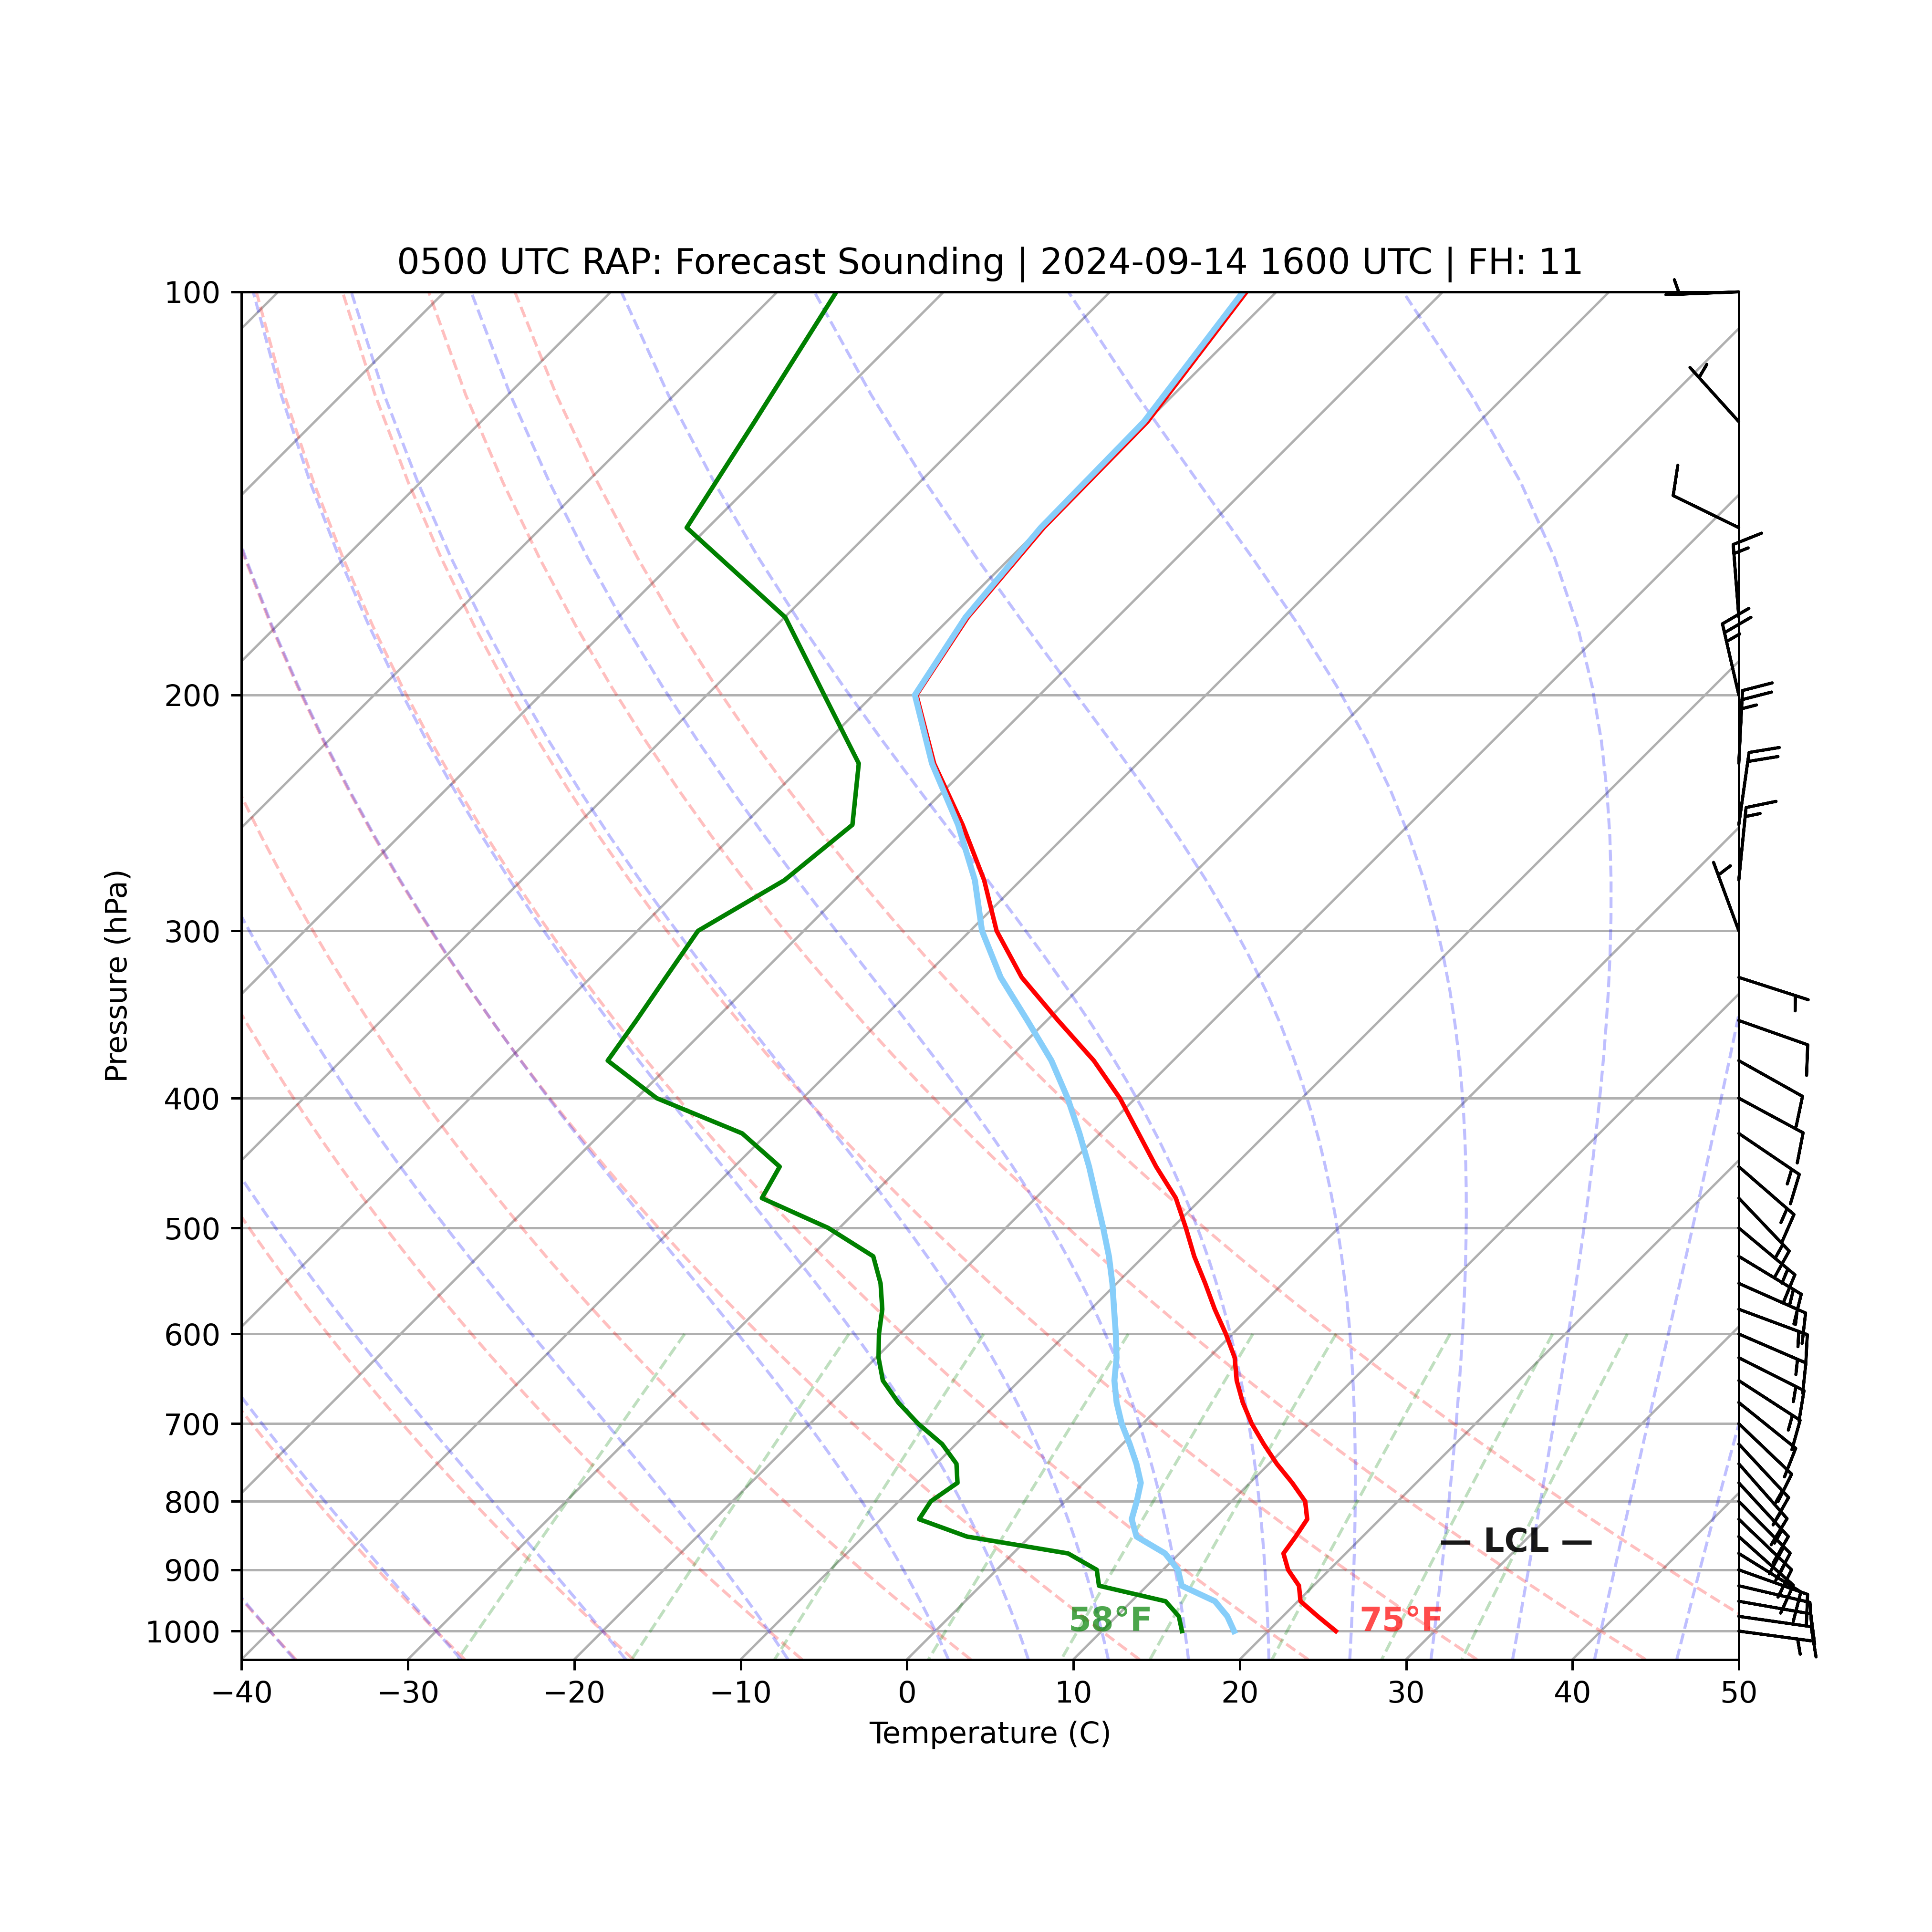 0500 UTC RAP: Forecast Sounding | 2024-09-14 1600 UTC | FH: 11
100
200
300
400
500
600
700
800
900
1000
Pressure (hPa)
— LCL —
58°F
75°F
−40 −30 −20 −10 0 10 20 30 40 50
Temperature (C)